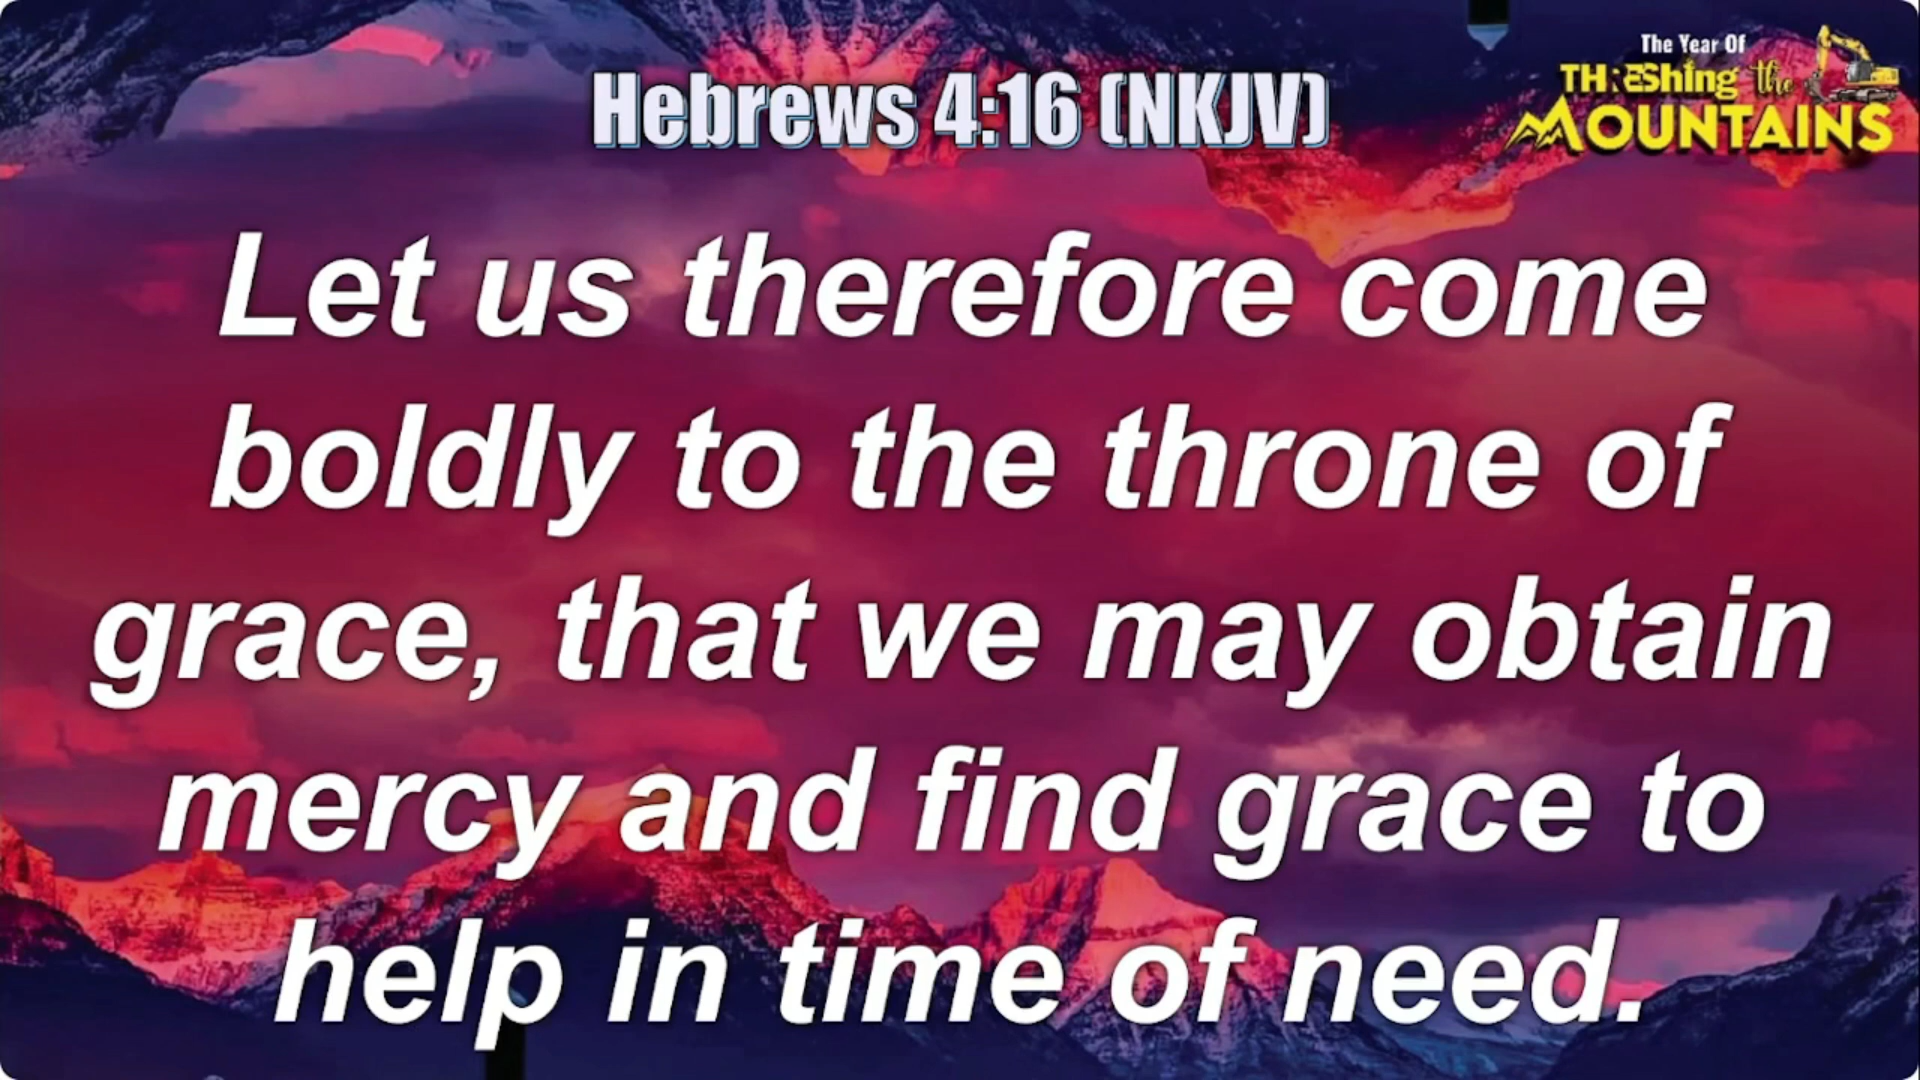 Hebrews 4:16 (NKJV)
The Year Of
THRESHing the
MOUNTAINS
Let us therefore come
boldly to the throne of
grace, that we may obtain
mercy and find grace to
help in time of need.